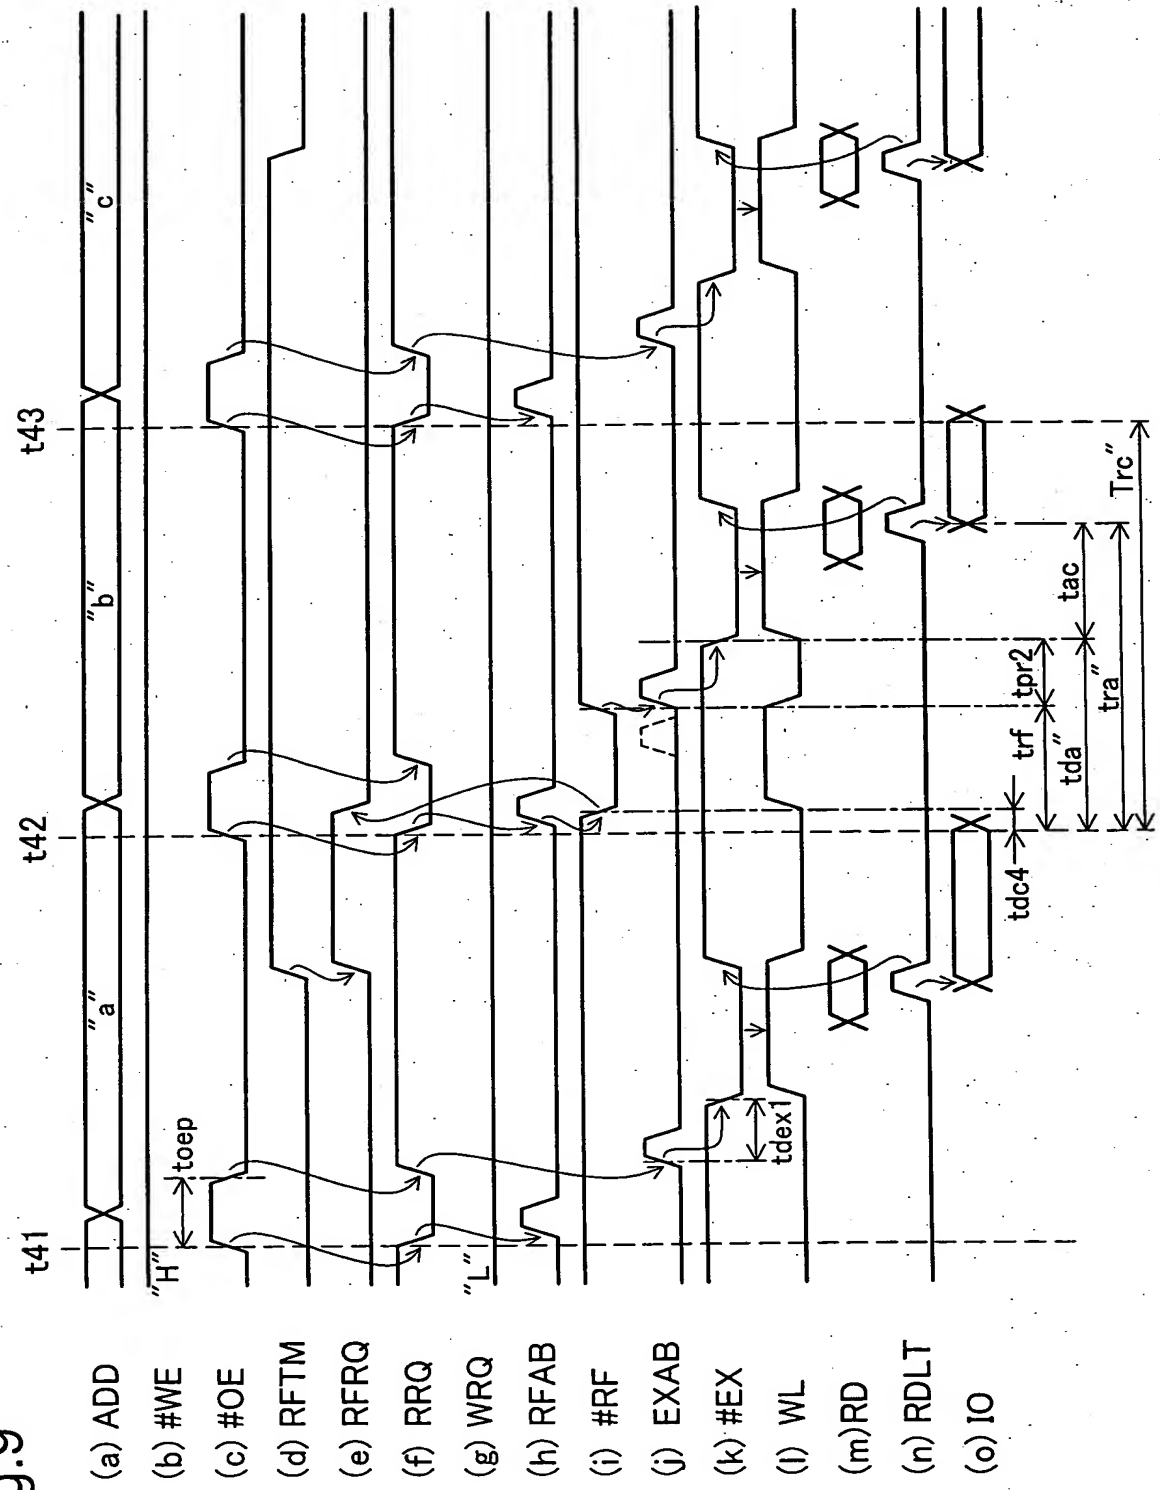 g.9
t41
t42
t43
(a) ADD
"a"
"b"
"c"
(b) #WE
"H"
toep
(c) #OE
(d) RFTM
(e) RFRQ
(f) RRQ
(g) WRQ
"L"
(h) RFAB
(i) #RF
(j) EXAB
(k) #EX
tdex1
(l) WL
(m)RD
(n) RDLT
(o) IO
tdc4
trf
tpr2
tda"
tac
tra"
Trc"